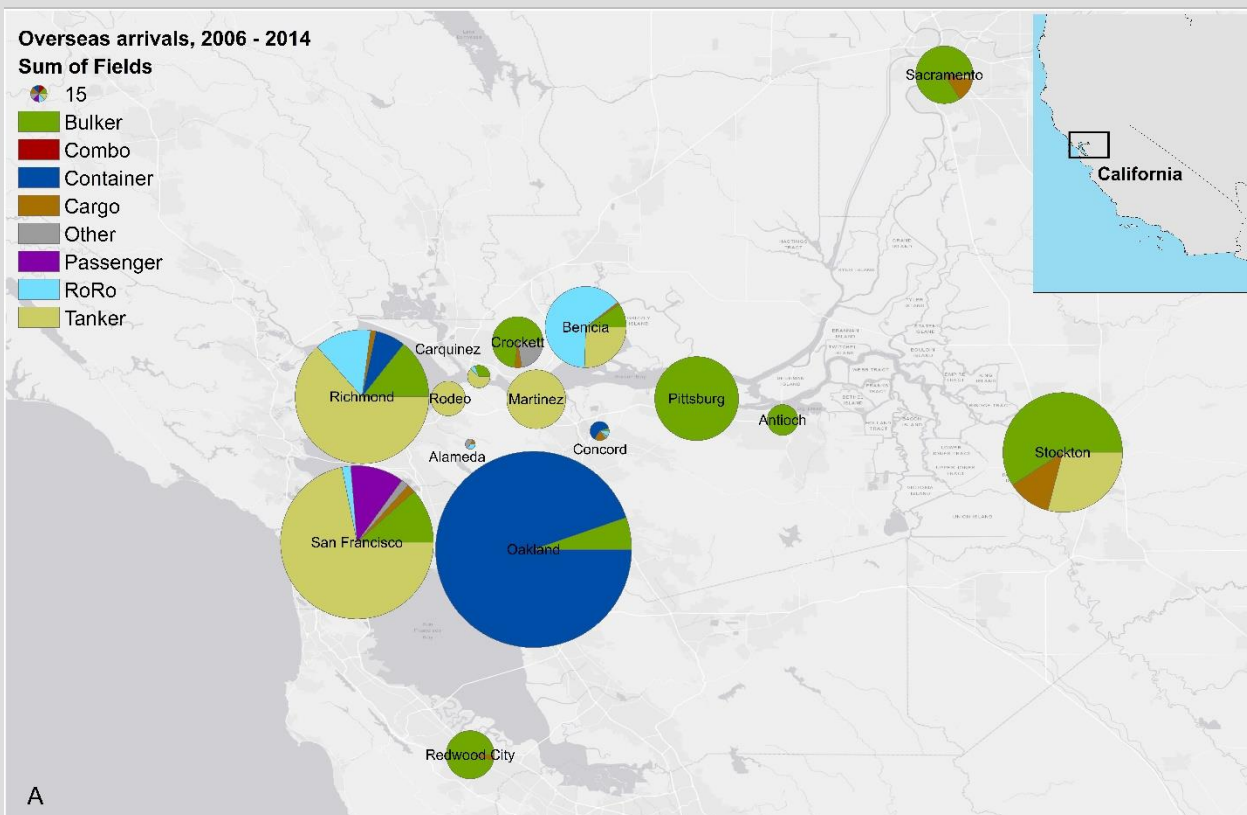 Overseas arrivals, 2006 - 2014
Sum of Fields
15
Bulker
Combo
Container
Cargo
Other
Passenger
RoRo
Tanker
California
Sacramento
Benicia
Crockett
Carquinez
Richmond
Rodeo
Martinez
Pittsburg
Antioch
Alameda
Concord
Stockton
San Francisco
Oakland
Redwood City
A